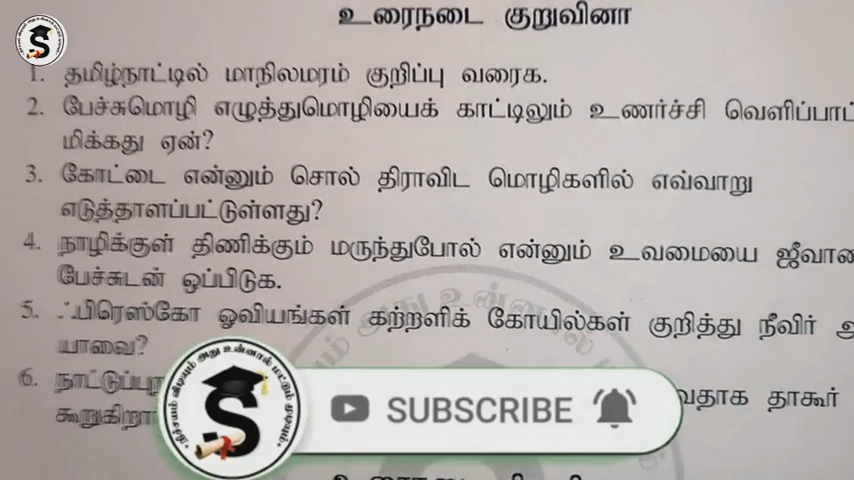 உரைநடை குறுவினா
1. தமிழ்நாட்டில் மாநிலமரம் குறிப்பு வரைக.
2. பேச்சுமொழி எழுத்துமொழியைக் காட்டிலும் உணர்ச்சி வெளிப்பாட்
மிக்கது ஏன்?
3. கோட்டை என்னும் சொல் திராவிட மொழிகளில் எவ்வாறு
எடுத்தாளப்பட்டுள்ளது?
4. நாழிக்குள் திணிக்கும் மருந்துபோல் என்னும் உவமையை ஜீவா
பேச்சுடன் ஒப்பிடுக.
5. ஃபிரெஸ்கோ ஓவியங்கள் கற்றளிக் கோயில்கள் குறித்து நீவிர் அ
யாவை?
6. நாட்டுப்புற வதாக தாகூர்
கூறுகிறா
SUBSCRIBE